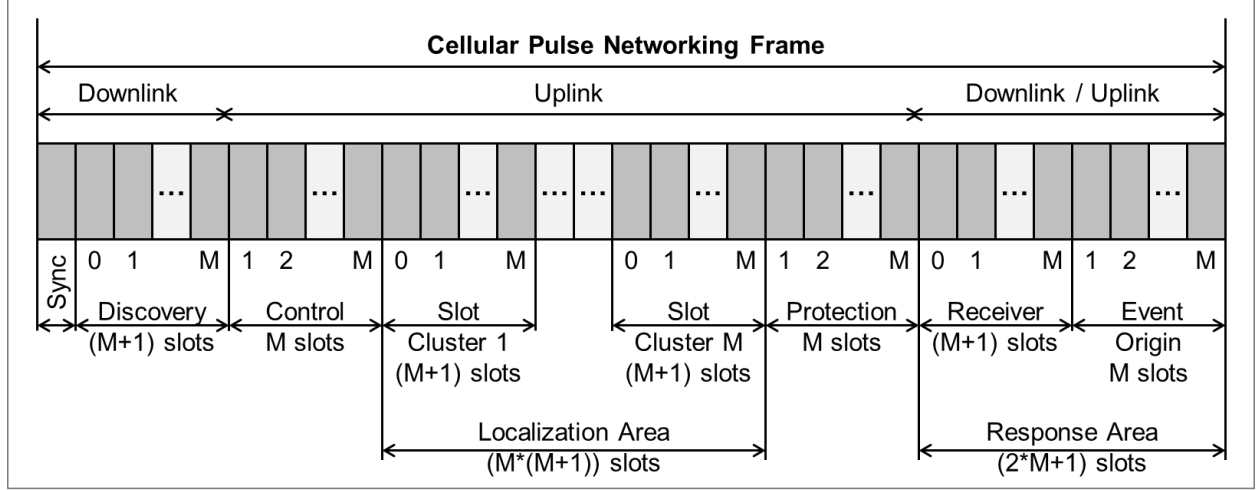 Cellular Pulse Networking Frame
Downlink Uplink Downlink / Uplink
... ... ... ... ... ... ... ... ...
Sync 0 1 M 1 2 M 0 1 M 0 1 M 1 2 M 0 1 M 1 2 M
Discovery Control Slot Slot Protection Receiver Event
(M+1) slots M slots Cluster 1 Cluster M M slots (M+1) slots Origin
(M+1) slots (M+1) slots M slots
Localization Area Response Area
(M*(M+1)) slots (2*M+1) slots